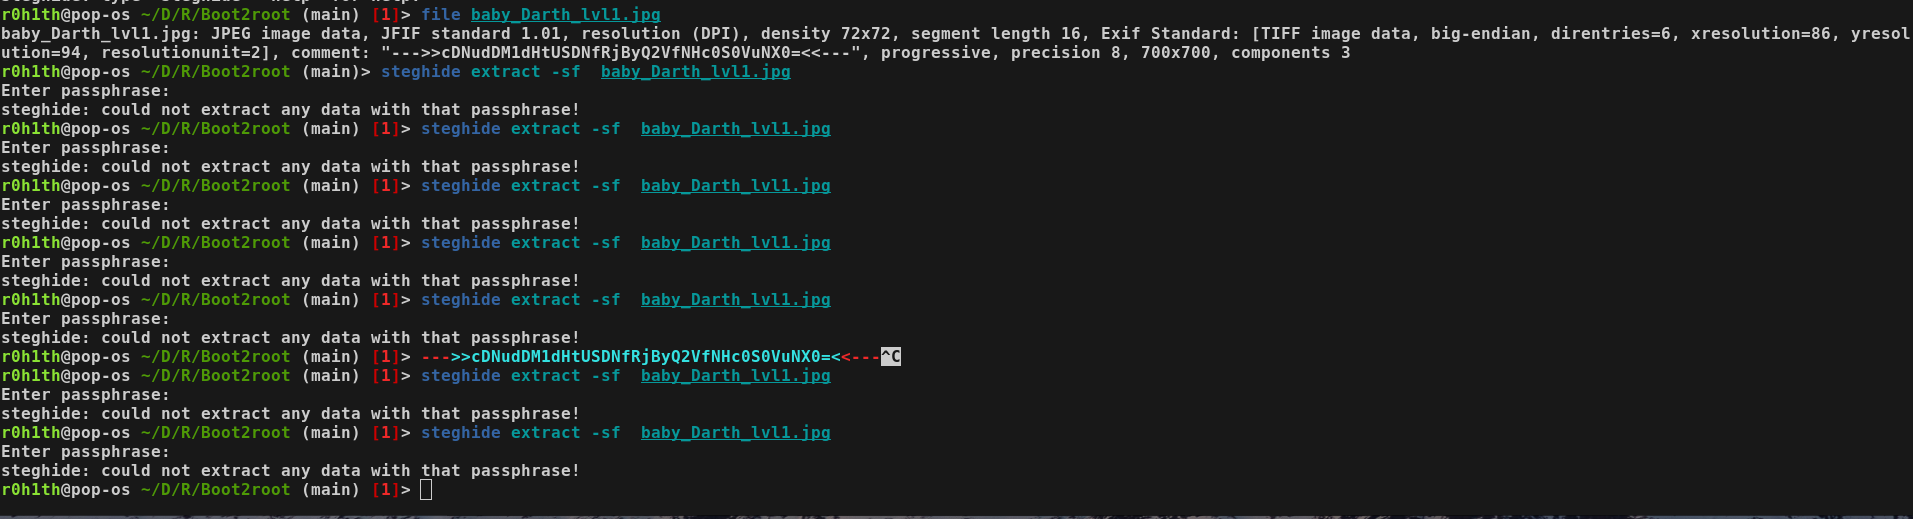 r0h1th@pop-os ~/D/R/Boot2root (main) [1]> file baby_Darth_lvl1.jpg
baby_Darth_lvl1.jpg: JPEG image data, JFIF standard 1.01, resolution (DPI), density 72x72, segment length 16, Exif Standard: [TIFF image data, big-endian, direntries=6, xresolution=86, yresol
ution=94, resolutionunit=2], comment: "--->>cDNudDM1dHtUSDNfRjByQ2VfNHc0S0VuNX0=<<---", progressive, precision 8, 700x700, components 3
r0h1th@pop-os ~/D/R/Boot2root (main)> steghide extract -sf  baby_Darth_lvl1.jpg
Enter passphrase:
steghide: could not extract any data with that passphrase!
r0h1th@pop-os ~/D/R/Boot2root (main) [1]> steghide extract -sf  baby_Darth_lvl1.jpg
Enter passphrase:
steghide: could not extract any data with that passphrase!
r0h1th@pop-os ~/D/R/Boot2root (main) [1]> steghide extract -sf  baby_Darth_lvl1.jpg
Enter passphrase:
steghide: could not extract any data with that passphrase!
r0h1th@pop-os ~/D/R/Boot2root (main) [1]> steghide extract -sf  baby_Darth_lvl1.jpg
Enter passphrase:
steghide: could not extract any data with that passphrase!
r0h1th@pop-os ~/D/R/Boot2root (main) [1]> steghide extract -sf  baby_Darth_lvl1.jpg
Enter passphrase:
steghide: could not extract any data with that passphrase!
r0h1th@pop-os ~/D/R/Boot2root (main) [1]> --->>cDNudDM1dHtUSDNfRjByQ2VfNHc0S0VuNX0=<<---^C
r0h1th@pop-os ~/D/R/Boot2root (main) [1]> steghide extract -sf  baby_Darth_lvl1.jpg
Enter passphrase:
steghide: could not extract any data with that passphrase!
r0h1th@pop-os ~/D/R/Boot2root (main) [1]> steghide extract -sf  baby_Darth_lvl1.jpg
Enter passphrase:
steghide: could not extract any data with that passphrase!
r0h1th@pop-os ~/D/R/Boot2root (main) [1]>